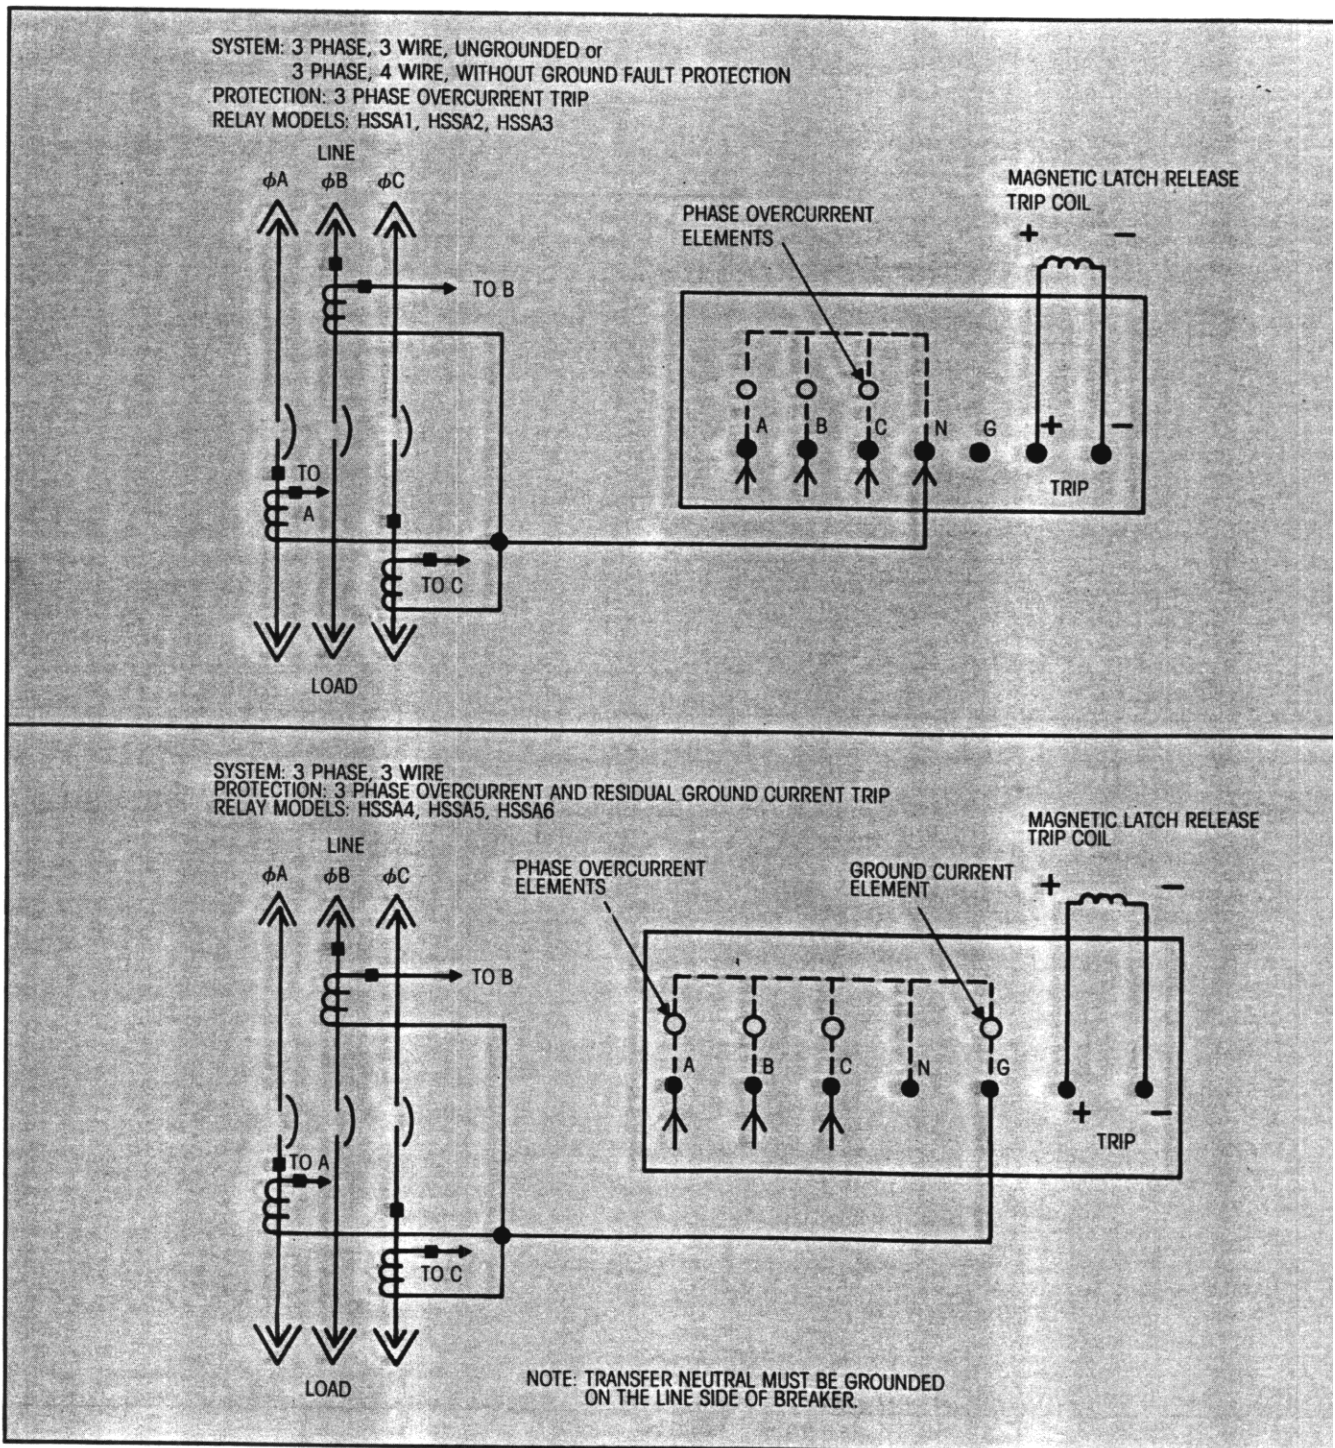 SYSTEM: 3 PHASE, 3 WIRE, UNGROUNDED or
3 PHASE, 4 WIRE, WITHOUT GROUND FAULT PROTECTION
PROTECTION: 3 PHASE OVERCURRENT TRIP
RELAY MODELS: HSSA1, HSSA2, HSSA3
LINE
ϕA ϕB ϕC
MAGNETIC LATCH RELEASE
TRIP COIL
+ −
PHASE OVERCURRENT
ELEMENTS
TO B
A B C N G + −
TRIP
TO
A
TO C
LOAD
SYSTEM: 3 PHASE, 3 WIRE
PROTECTION: 3 PHASE OVERCURRENT AND RESIDUAL GROUND CURRENT TRIP
RELAY MODELS: HSSA4, HSSA5, HSSA6
LINE
ϕA ϕB ϕC
MAGNETIC LATCH RELEASE
TRIP COIL
+ −
PHASE OVERCURRENT
ELEMENTS
GROUND CURRENT
ELEMENT
TO B
A B C N G
+ −
TRIP
TO A
TO C
LOAD
NOTE: TRANSFER NEUTRAL MUST BE GROUNDED
ON THE LINE SIDE OF BREAKER.